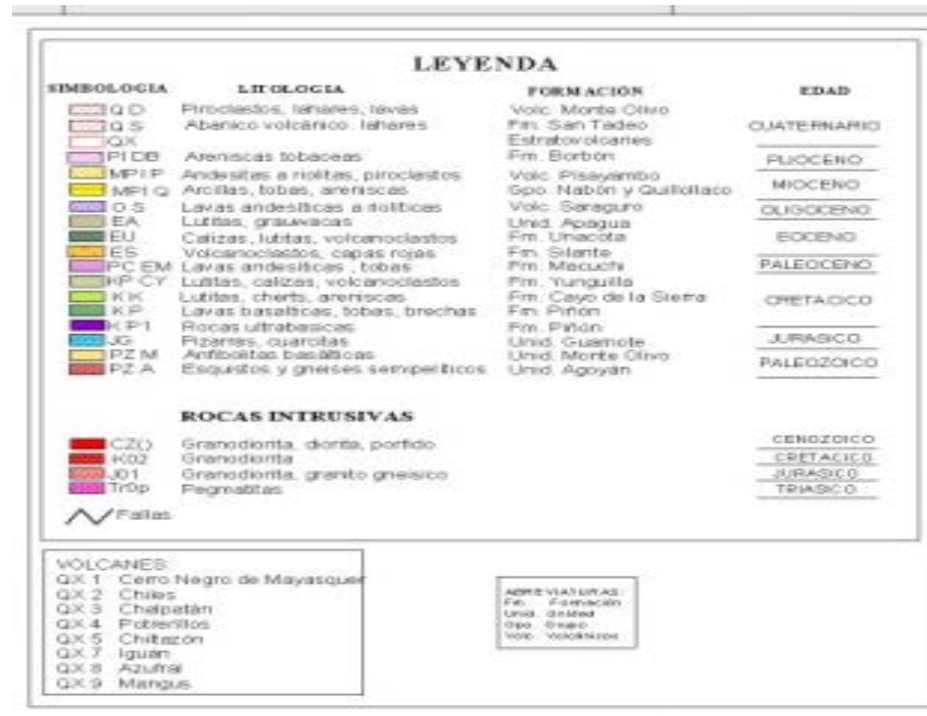 LEYENDA
SIMBOLOGIA LITOLOGIA FORMACION EDAD
Q D Piroclastos, lahares, lavas Volc. Monte Olivo
Q S Abanico volcánico. lahares Fm. San Tadeo CUATERNARIO
QX Estratovolcanes
PI DB Areniscas tobaceas Fm. Borbón PLIOCENO
MPI P Andesitas a riolitas, piroclastos Volc. Pisayambo
MPI Q Arcillas, tobas, areniscas Gpo. Nabón y Quillollaco MIOCENO
O S Lavas andesíticas a riolíticas Volc. Saraguro OLIGOCENO
EA Lutitas, grauwacas Unid. Apagua
EU Calizas, lutitas, volcanoclastos Fm. Unacota EOCENO
ES Volcanoclastos, capas rojas Fm. Silante
PC EM Lavas andesíticas , tobas Fm. Macuchi PALEOCENO
KP CY Lutitas, calizas, volcanoclastos Fm. Yunguilla
K K Lutitas, cherts, areniscas Fm. Cayo de la Sierra CRETACICO
K P Lavas basalticas, tobas, brechas Fm. Piñón
K P1 Rocas ultrabasicas Fm. Piñón
JG Pizarras, cuarcitas Unid. Guamote JURASICO
PZ M Anfibolitas basálticas Unid. Monte Olivo
PZ A Esquistos y gneises semipelíticos Unid. Agoyán PALEOZOICO
ROCAS INTRUSIVAS
CZ() Granodiorita, diorita, porfido CENOZOICO
K02 Granodiorita CRETACICO
J01 Granodiorita, granito gneisico JURASICO
Tr0p Pegmatitas TRIASICO
Fallas
VOLCANES:
QX 1 Cerro Negro de Mayasquer
QX 2 Chiles
QX 3 Chalpatán
QX 4 Potrerillos
QX 5 Chiltazón
QX 7 Iguán
QX 8 Azufral
QX 9 Mangus
ABREVIATURAS:
Fm. Formación
Unid. Unidad
Gpo. Grupo
Volc. Volcánicos